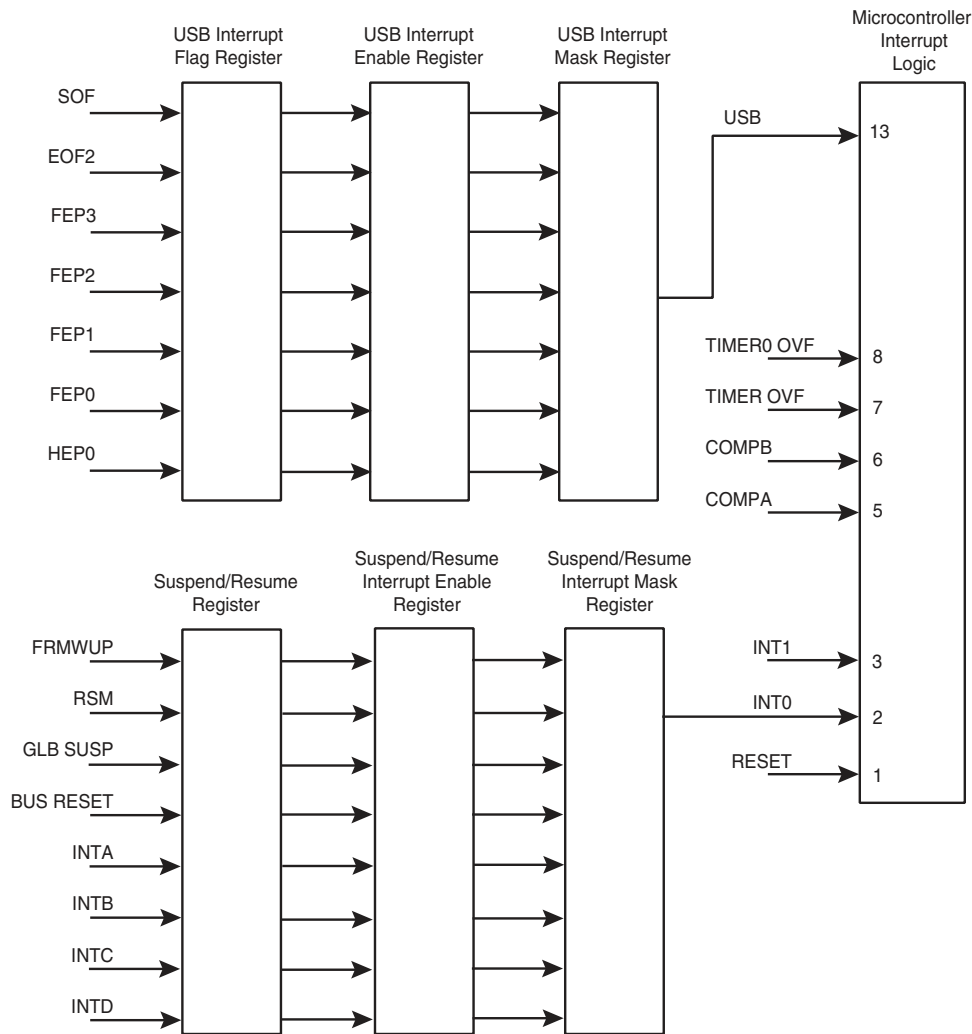 Microcontroller
Interrupt
Logic
USB Interrupt
Flag Register
USB Interrupt
Enable Register
USB Interrupt
Mask Register
SOF
EOF2
FEP3
FEP2
FEP1
FEP0
HEP0
USB
13
TIMER0 OVF
8
TIMER OVF
7
COMPB
6
COMPA
5
Suspend/Resume
Register
Suspend/Resume
Interrupt Enable
Register
Suspend/Resume
Interrupt Mask
Register
FRMWUP
RSM
GLB SUSP
BUS RESET
INTA
INTB
INTC
INTD
INT1
3
INT0
2
RESET
1